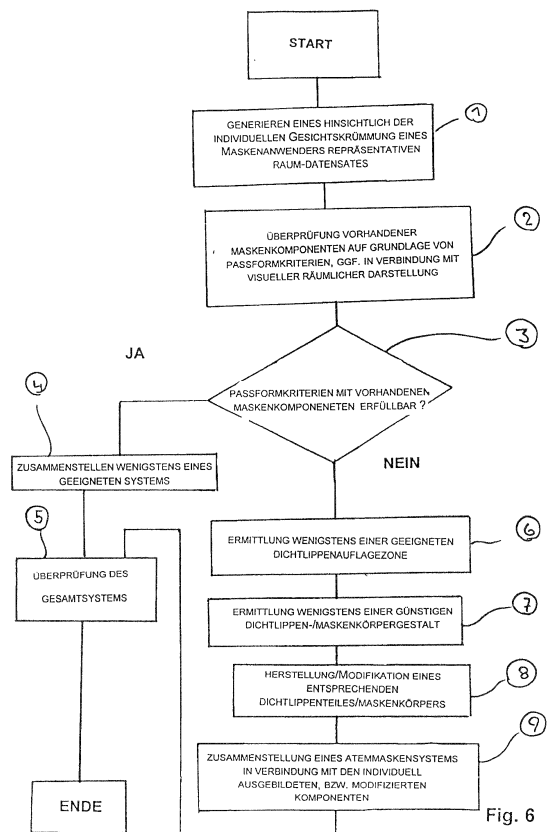 START
GENERIEREN EINES HINSICHTLICH DER
INDIVIDUELLEN GESICHTSKRÜMMUNG EINES
MASKENANWENDERS REPRÄSENTATIVEN
RAUM-DATENSATES
1
ÜBERPRÜFUNG VORHANDENER
MASKENKOMPONENTEN AUF GRUNDLAGE VON
PASSFORMKRITERIEN, GGF. IN VERBINDUNG MIT
VISUELLER RÄUMLICHER DARSTELLUNG
2
3
JA
PASSFORMKRITERIEN MIT VORHANDENEN
MASKENKOMPONENETEN ERFÜLLBAR ?
NEIN
4
ZUSAMMENSTELLEN WENIGSTENS EINES
GEEIGNETEN SYSTEMS
5
ÜBERPRÜFUNG DES
GESAMTSYSTEMS
6
ERMITTLUNG WENIGSTENS EINER GEEIGNETEN
DICHTLIPPENAUFLAGEZONE
7
ERMITTLUNG WENIGSTENS EINER GÜNSTIGEN
DICHTLIPPEN-/MASKENKÖRPERGESTALT
8
HERSTELLUNG/MODIFIKATION EINES
ENTSPRECHENDEN
DICHTLIPPENTEILES/MASKENKÖRPERS
9
ZUSAMMENSTELLUNG EINES ATEMMASKENSYSTEMS
IN VERBINDUNG MIT DEN INDIVIDUELL
AUSGEBILDETEN, BZW. MODIFIZIERTEN
KOMPONENTEN
ENDE
Fig. 6